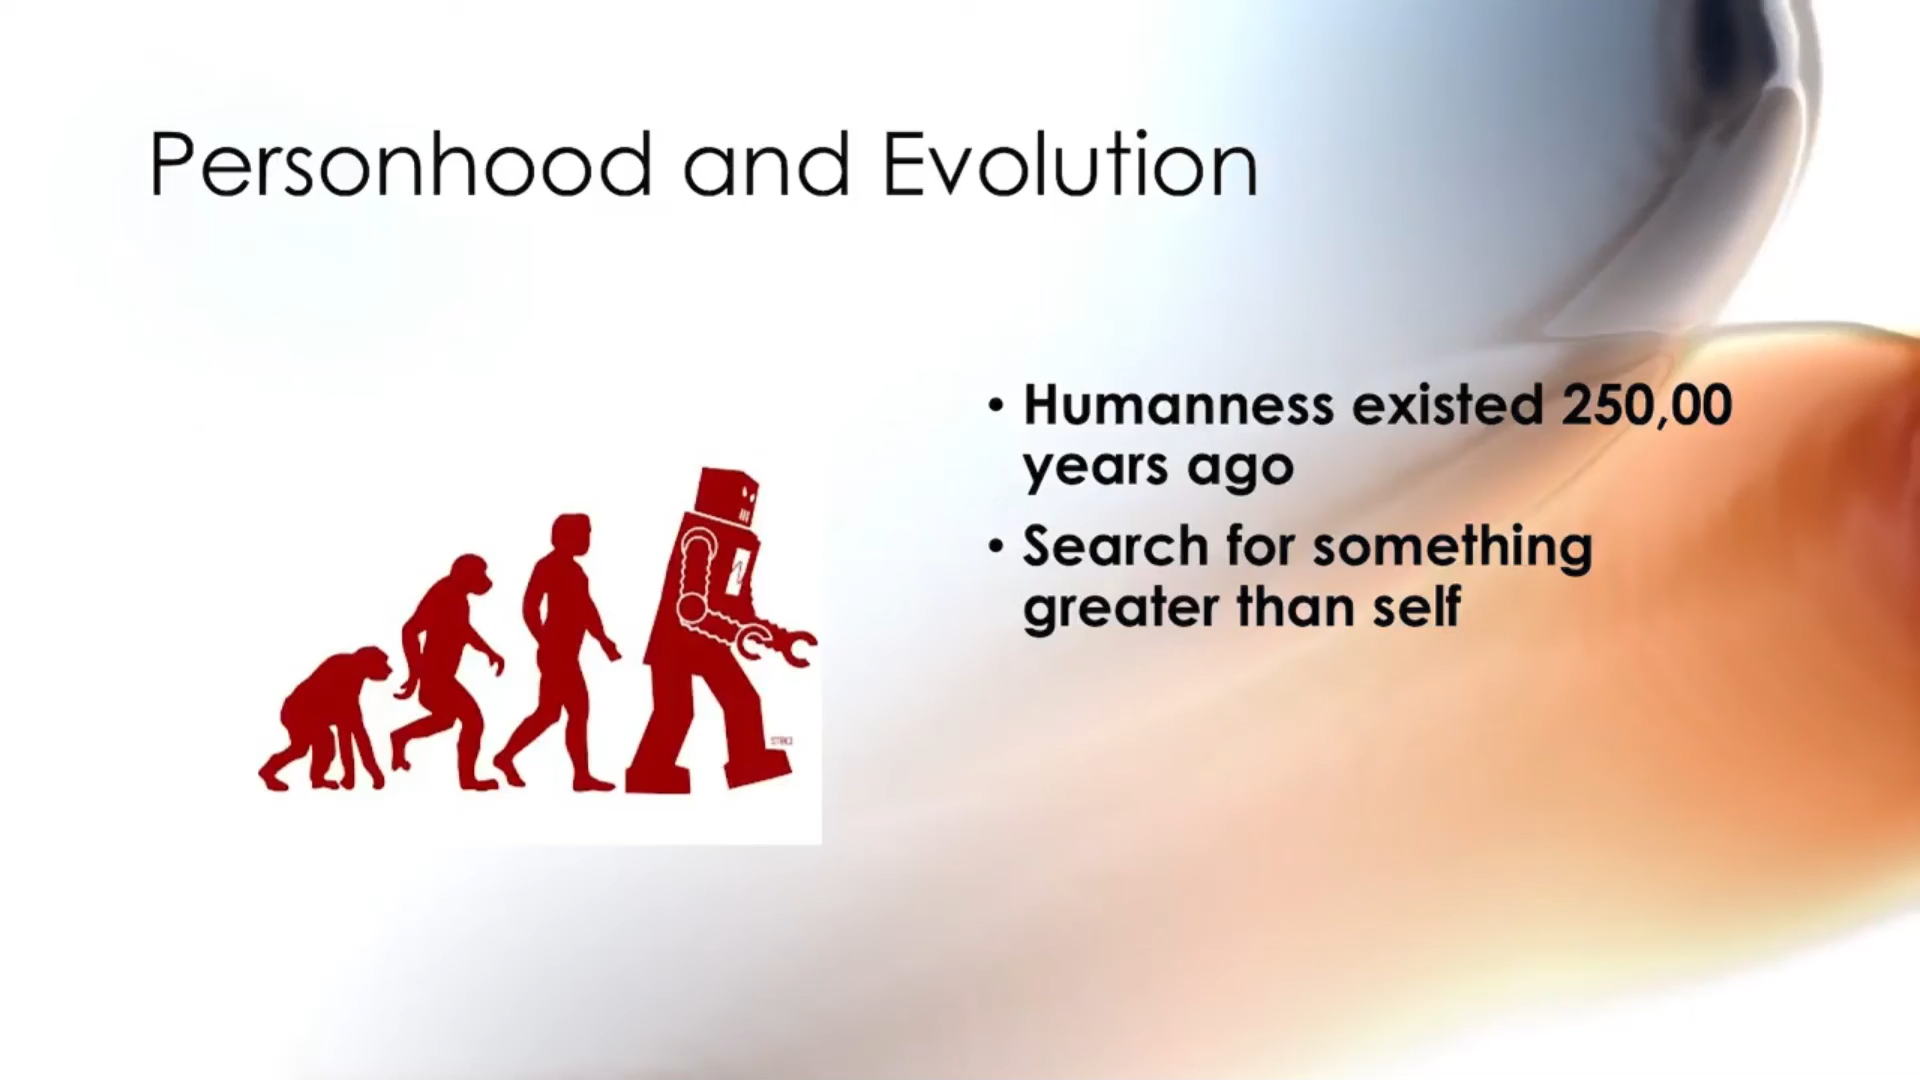 Personhood and Evolution
• Humanness existed 250,00
years ago
• Search for something
greater than self